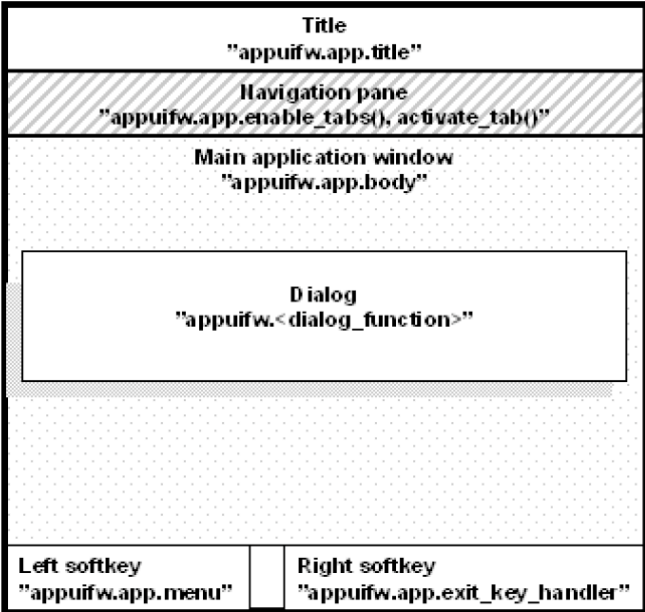 Title
”appuifw.app.title”
Navigation pane
”appuifw.app.enable_tabs(), activate_tab()”
Main application window
”appuifw.app.body”
Dialog
”appuifw.<dialog_function>”
Left softkey
”appuifw.app.menu”
Right softkey
”appuifw.app.exit_key_handler”